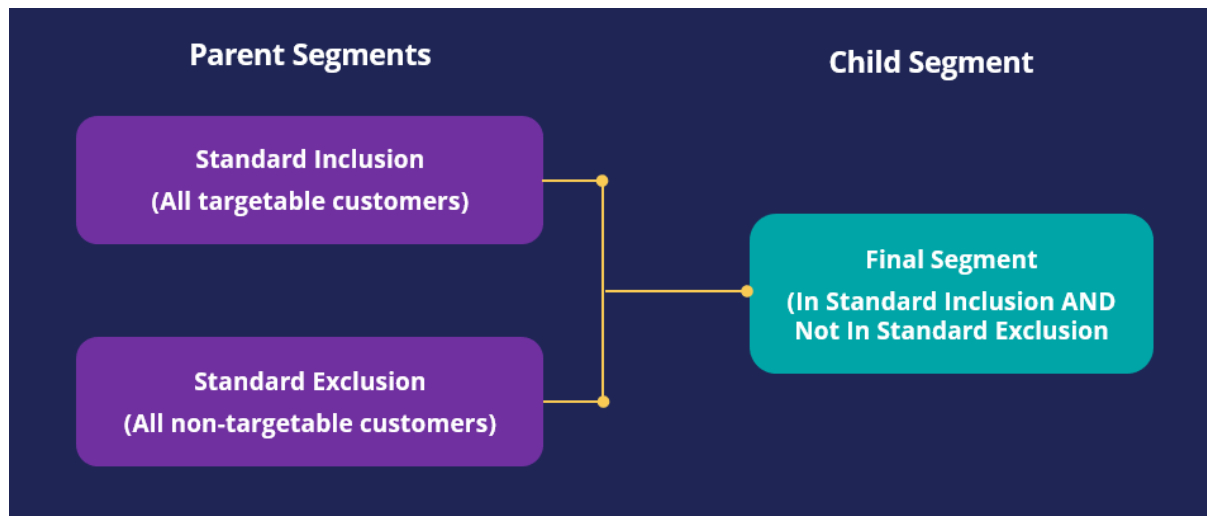 Parent Segments
Child Segment
Standard Inclusion
(All targetable customers)
Final Segment
(In Standard Inclusion AND
Not In Standard Exclusion
Standard Exclusion
(All non-targetable customers)